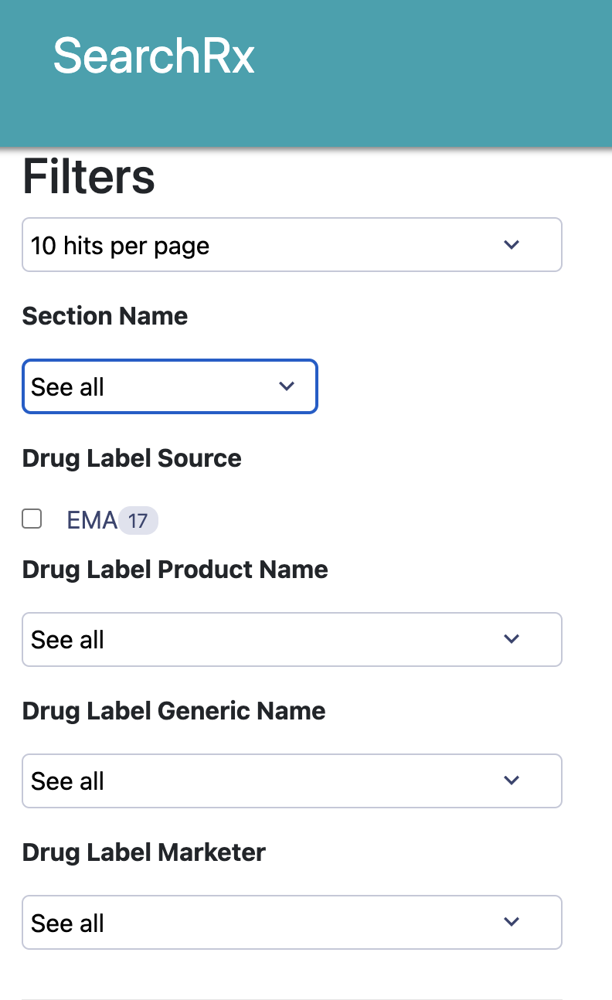 SearchRx
Filters
10 hits per page
Section Name
See all
Drug Label Source
EMA 17
Drug Label Product Name
See all
Drug Label Generic Name
See all
Drug Label Marketer
See all